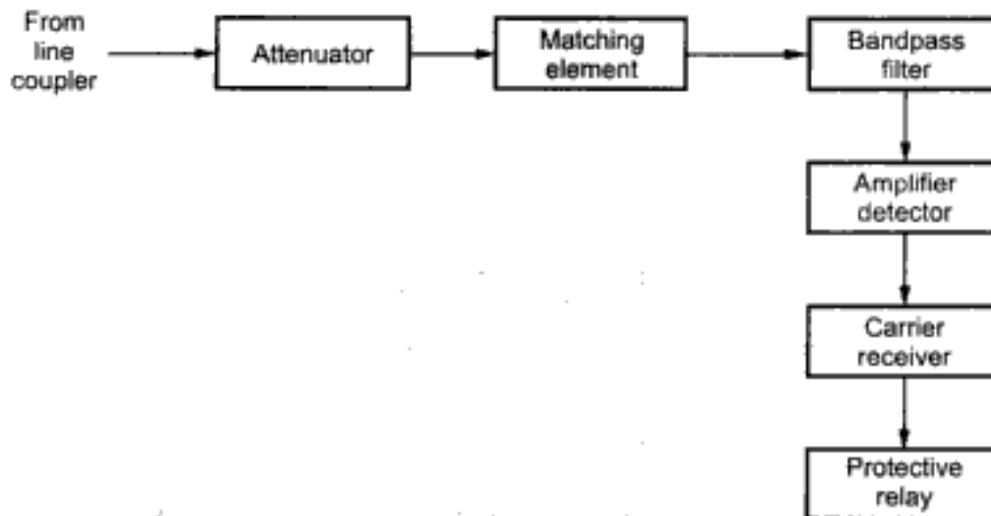 From
line
coupler
Attenuator
Matching
element
Bandpass
filter
Amplifier
detector
Carrier
receiver
Protective
relay